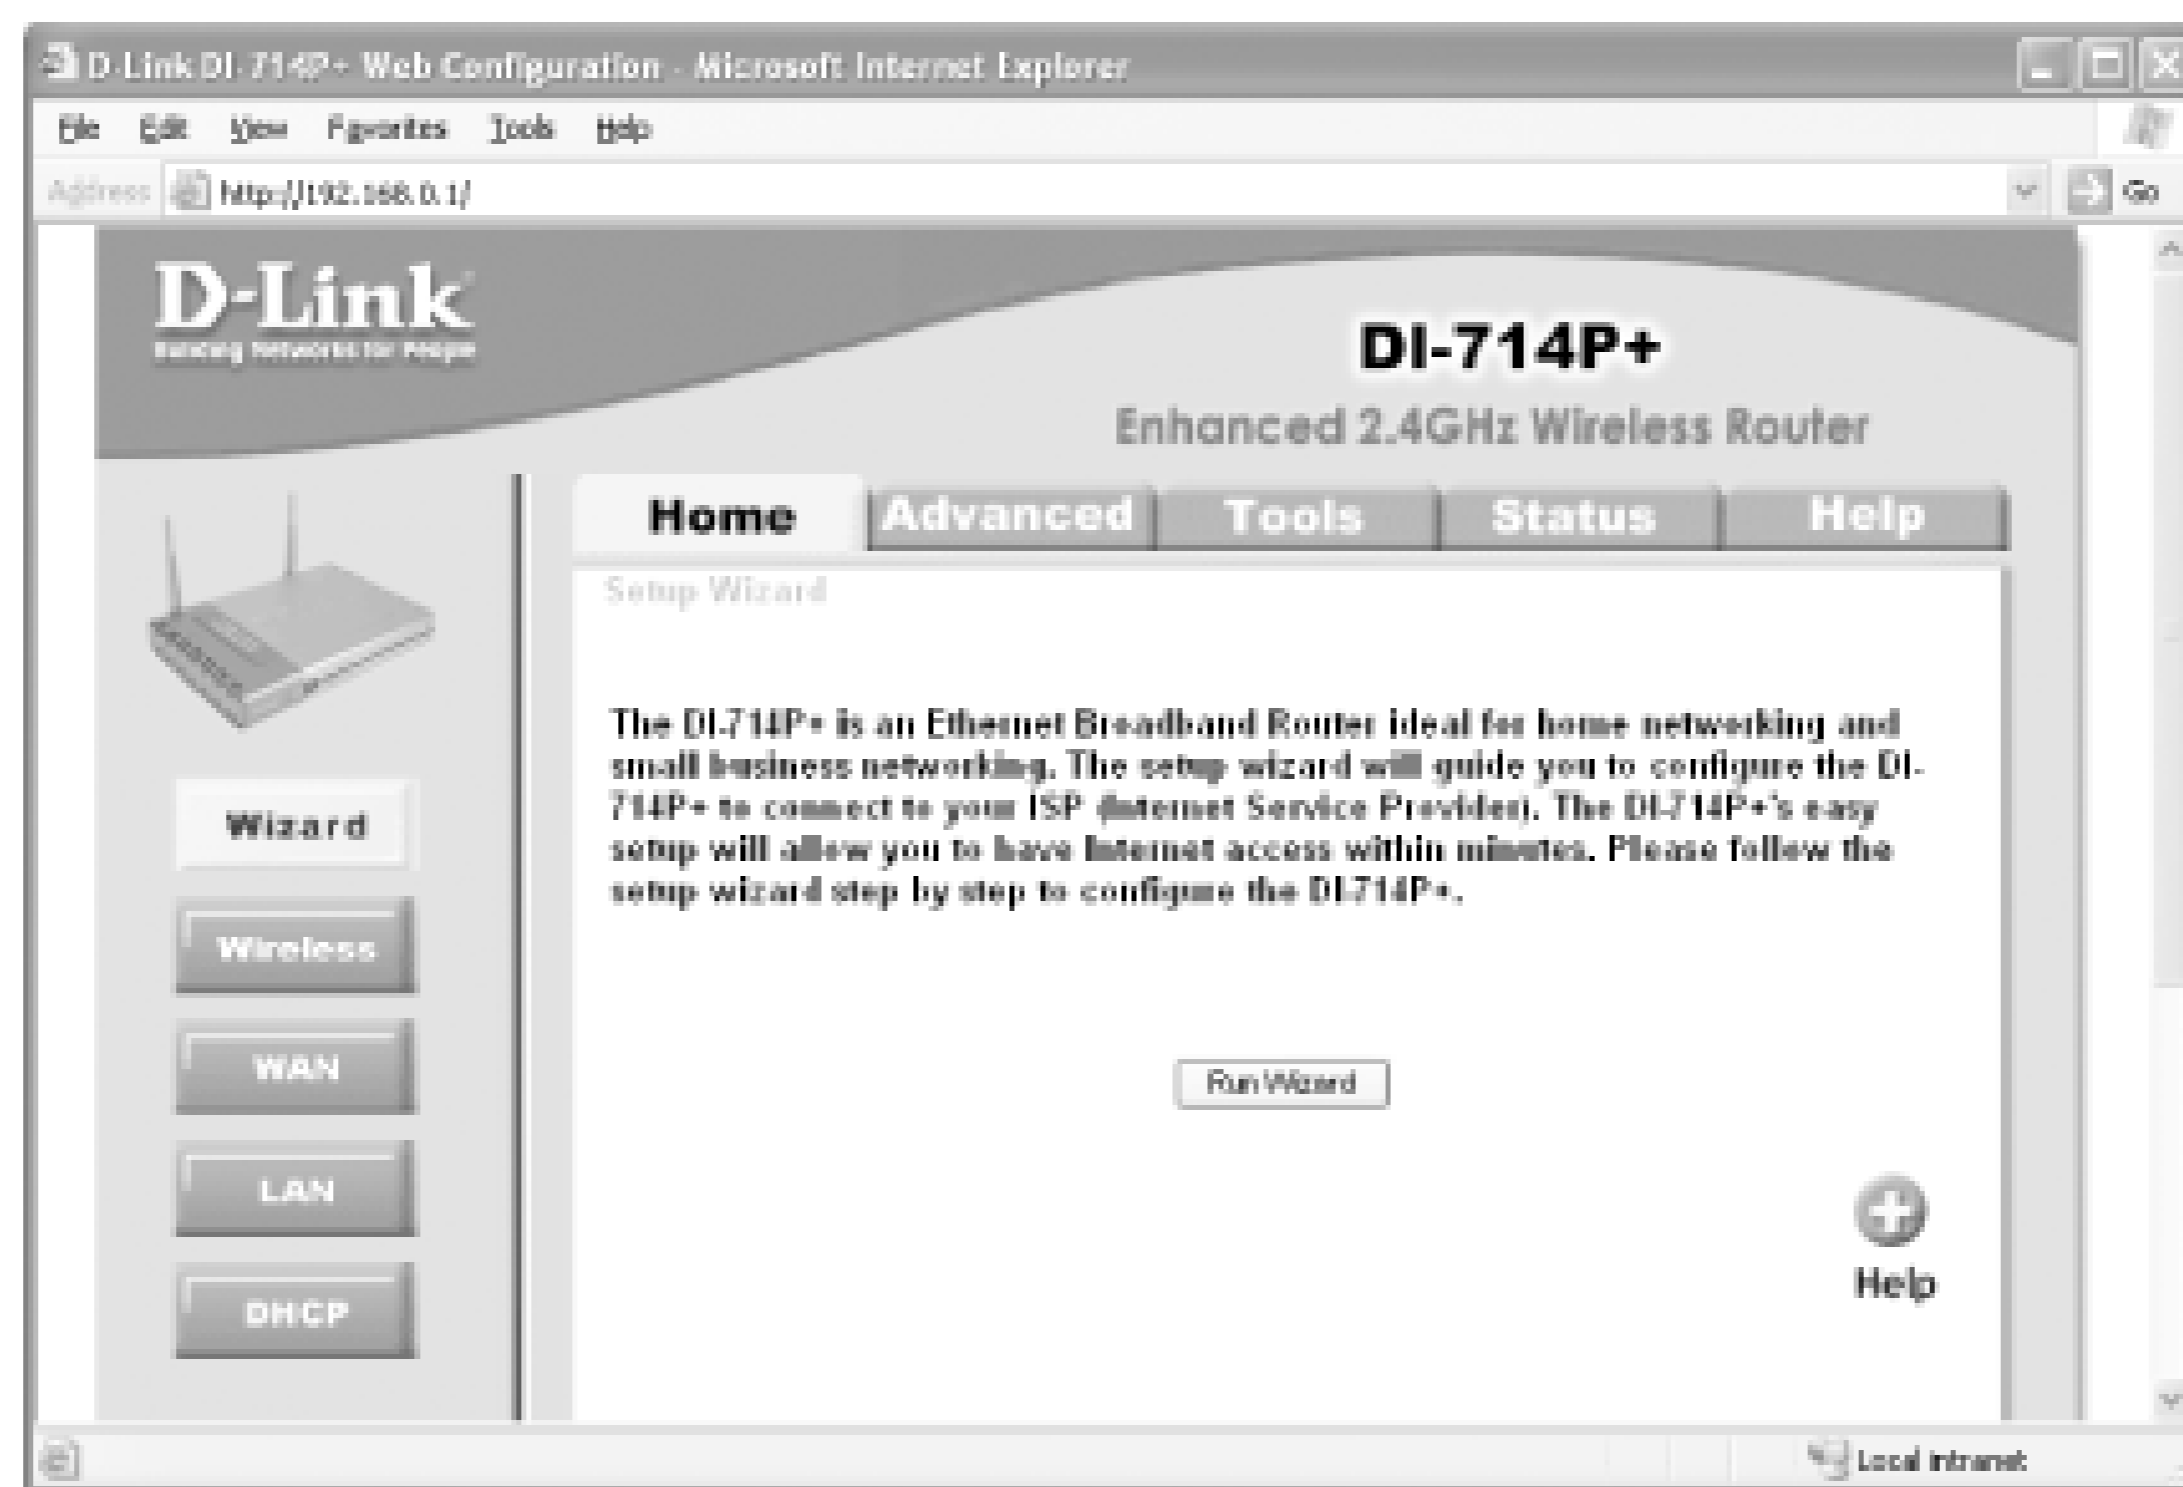 D-Link DI-714P+ Web Configuration - Microsoft Internet Explorer
File Edit View Favorites Tools Help
Address http://192.168.0.1/ Go
D-Link
Building Networks for People
DI-714P+
Enhanced 2.4GHz Wireless Router
Home Advanced Tools Status Help
Setup Wizard
The DI-714P+ is an Ethernet Broadband Router ideal for home networking and
small business networking. The setup wizard will guide you to configure the DI-
714P+ to connect to your ISP (Internet Service Provider). The DI-714P+'s easy
setup will allow you to have Internet access within minutes. Please follow the
setup wizard step by step to configure the DI-714P+.
Wizard
Wireless
WAN
LAN
DHCP
Run Wizard
Help
Local intranet